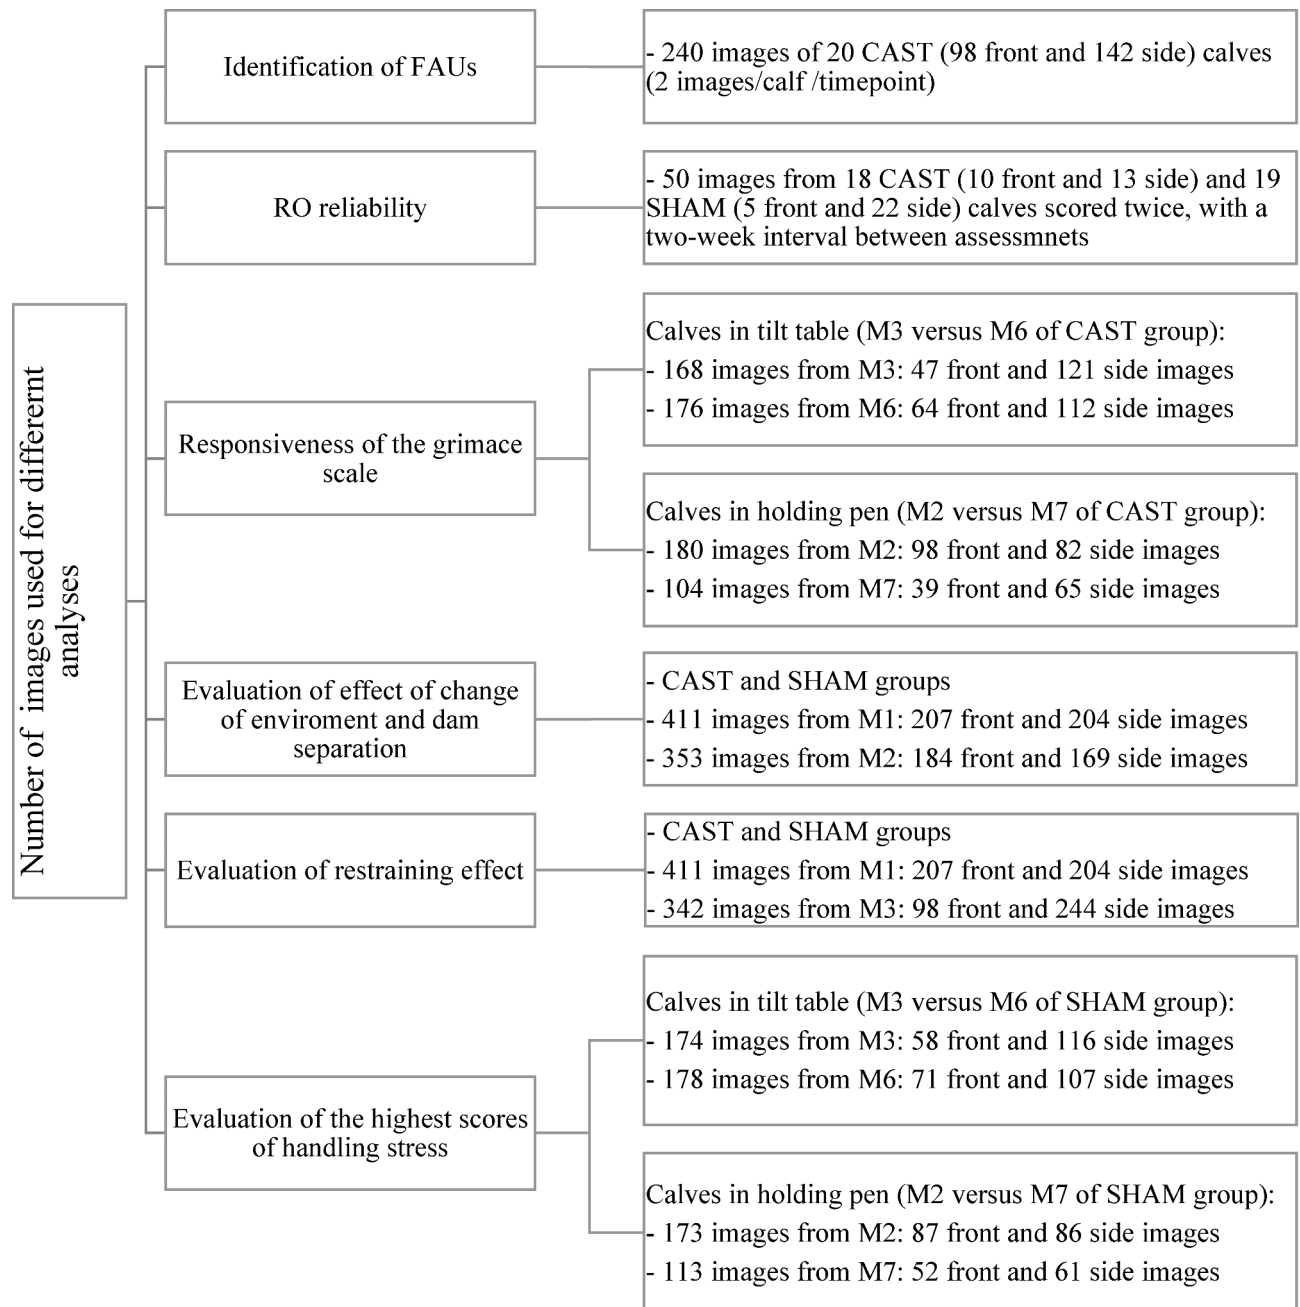 Number of images used for differernt
analyses
Identification of FAUs
- 240 images of 20 CAST (98 front and 142 side) calves
(2 images/calf /timepoint)
RO reliability
- 50 images from 18 CAST (10 front and 13 side) and 19
SHAM (5 front and 22 side) calves scored twice, with a
two-week interval between assessmnets
Responsiveness of the grimace
scale
Calves in tilt table (M3 versus M6 of CAST group):
- 168 images from M3: 47 front and 121 side images
- 176 images from M6: 64 front and 112 side images
Calves in holding pen (M2 versus M7 of CAST group):
- 180 images from M2: 98 front and 82 side images
- 104 images from M7: 39 front and 65 side images
Evaluation of effect of change
of enviroment and dam
separation
- CAST and SHAM groups
- 411 images from M1: 207 front and 204 side images
- 353 images from M2: 184 front and 169 side images
Evaluation of restraining effect
- CAST and SHAM groups
- 411 images from M1: 207 front and 204 side images
- 342 images from M3: 98 front and 244 side images
Evaluation of the highest scores
of handling stress
Calves in tilt table (M3 versus M6 of SHAM group):
- 174 images from M3: 58 front and 116 side images
- 178 images from M6: 71 front and 107 side images
Calves in holding pen (M2 versus M7 of SHAM group):
- 173 images from M2: 87 front and 86 side images
- 113 images from M7: 52 front and 61 side images